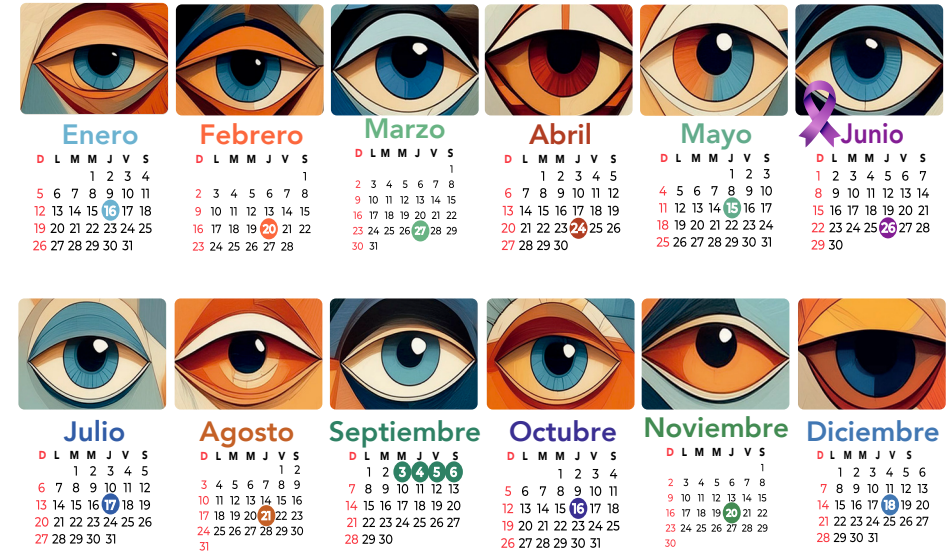 Enero
D L M M J V S
1 2 3 4
5 6 7 8 9 10 11
12 13 14 15 16 17 18
19 20 21 22 23 24 25
26 27 28 29 30 31
Febrero
D L M M J V S
1
2 3 4 5 6 7 8
9 10 11 12 13 14 15
16 17 18 19 20 21 22
23 24 25 26 27 28
Marzo
D L M M J V S
1
2 3 4 5 6 7 8
9 10 11 12 13 14 15
16 17 18 19 20 21 22
23 24 25 26 27 28 29
30 31
Abril
D L M M J V S
1 2 3 4 5
6 7 8 9 10 11 12
13 14 15 16 17 18 19
20 21 22 23 24 25 26
27 28 29 30
Mayo
D L M M J V S
1 2 3
4 5 6 7 8 9 10
11 12 13 14 15 16 17
18 19 20 21 22 23 24
25 26 27 28 29 30 31
Junio
D L M M J V S
1 2 3 4 5 6 7
8 9 10 11 12 13 14
15 16 17 18 19 20 21
22 23 24 25 26 27 28
29 30
Julio
D L M M J V S
1 2 3 4 5
6 7 8 9 10 11 12
13 14 15 16 17 18 19
20 21 22 23 24 25 26
27 28 29 30 31
Agosto
D L M M J V S
1 2
3 4 5 6 7 8 9
10 11 12 13 14 15 16
17 18 19 20 21 22 23
24 25 26 27 28 29 30
31
Septiembre
D L M M J V S
1 2 3 4 5 6
7 8 9 10 11 12 13
14 15 16 17 18 19 20
21 22 23 24 25 26 27
28 29 30
Octubre
D L M M J V S
1 2 3 4
5 6 7 8 9 10 11
12 13 14 15 16 17 18
19 20 21 22 23 24 25
26 27 28 29 30 31
Noviembre
D L M M J V S
1
2 3 4 5 6 7 8
9 10 11 12 13 14 15
16 17 18 19 20 21 22
23 24 25 26 27 28 29
30
Diciembre
D L M M J V S
1 2 3 4 5 6
7 8 9 10 11 12 13
14 15 16 17 18 19 20
21 22 23 24 25 26 27
28 29 30 31